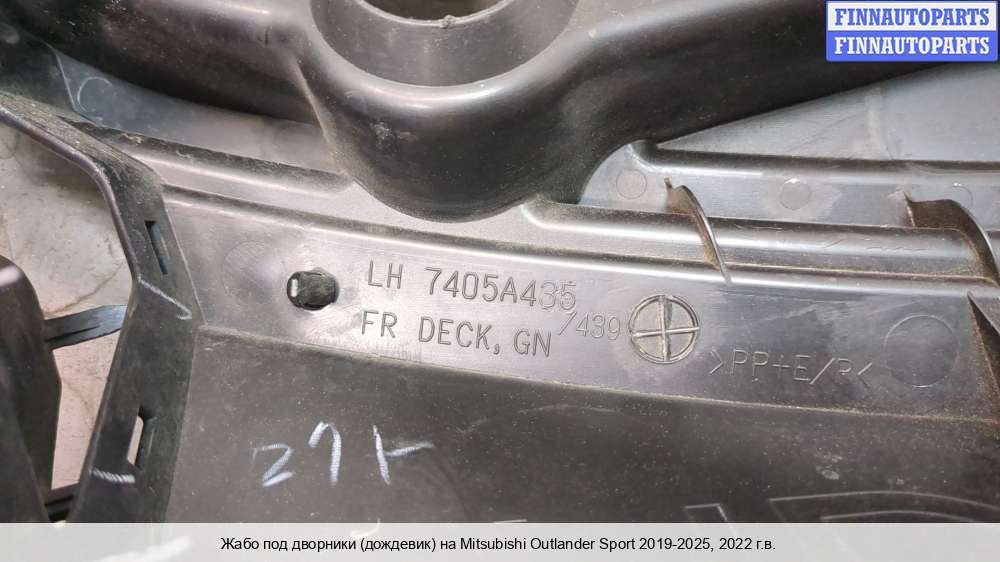 FINNAUTOPARTS
FINNAUTOPARTS
LH 7405A435
/439
FR DECK, GN
>PP+E/P<
Жабо под дворники (дождевик) на Mitsubishi Outlander Sport 2019-2025, 2022 г.в.